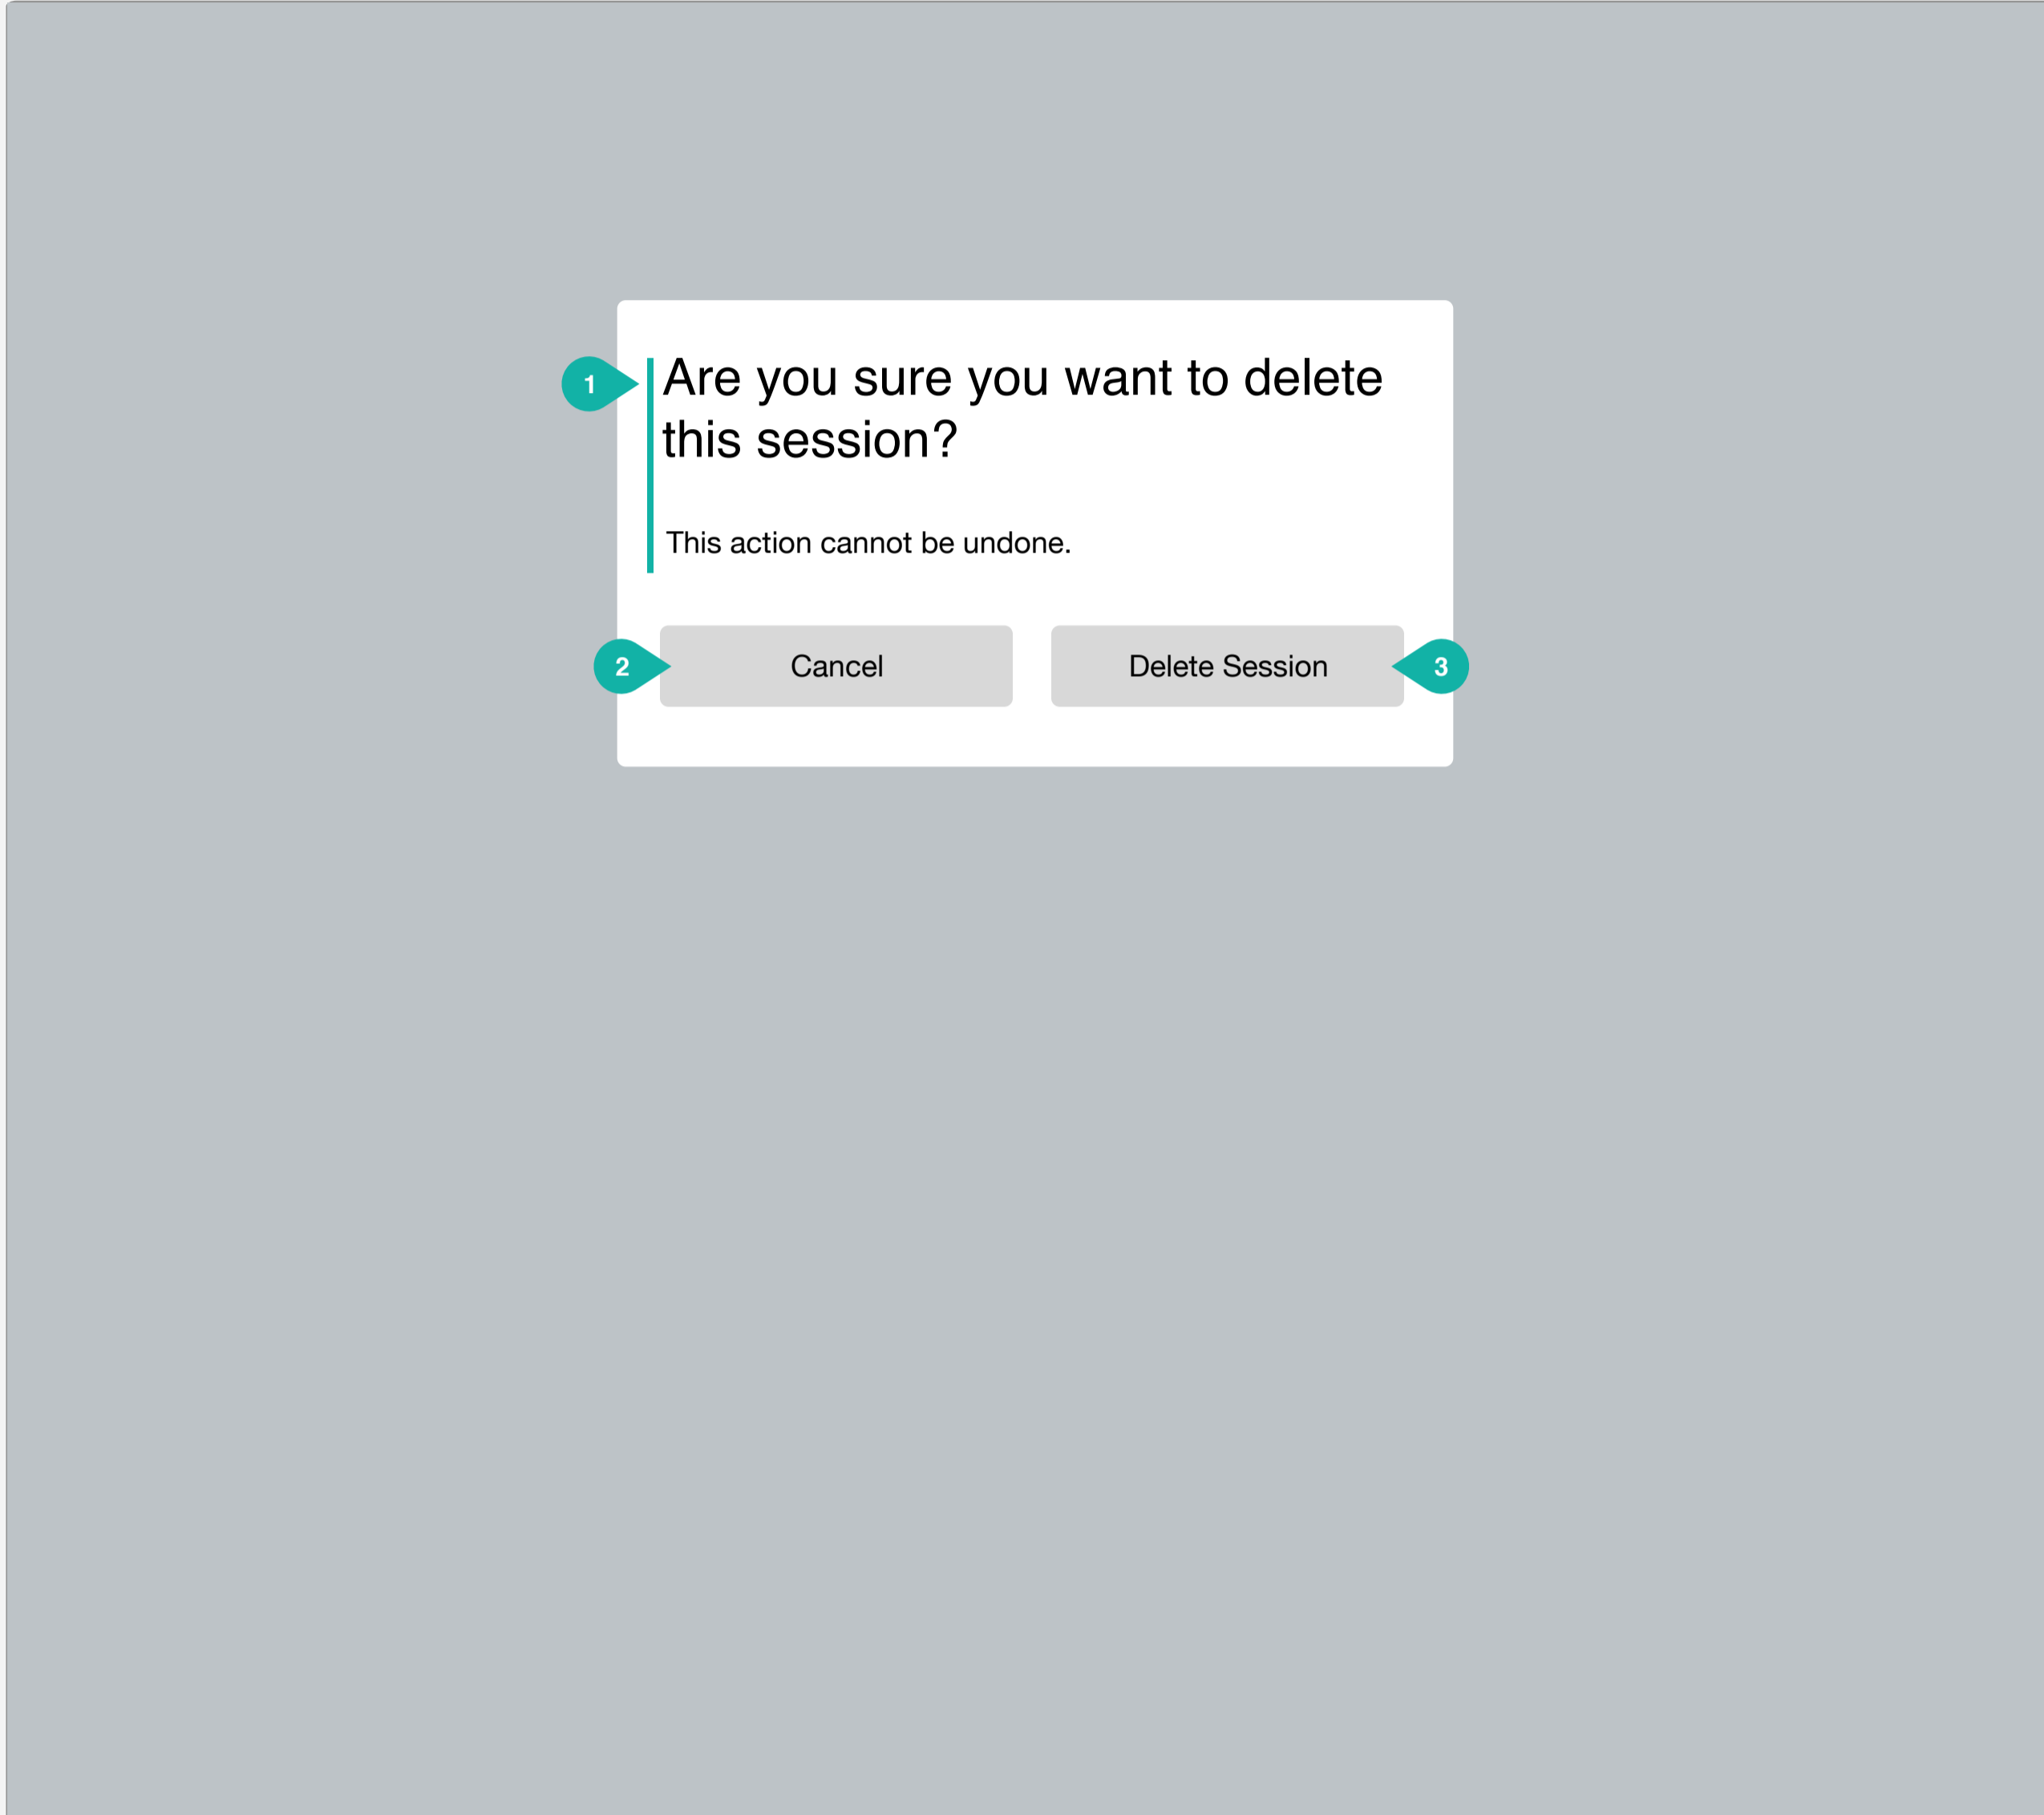 1
Are you sure you want to delete
this session?
This action cannot be undone.
2
Cancel
Delete Session
3